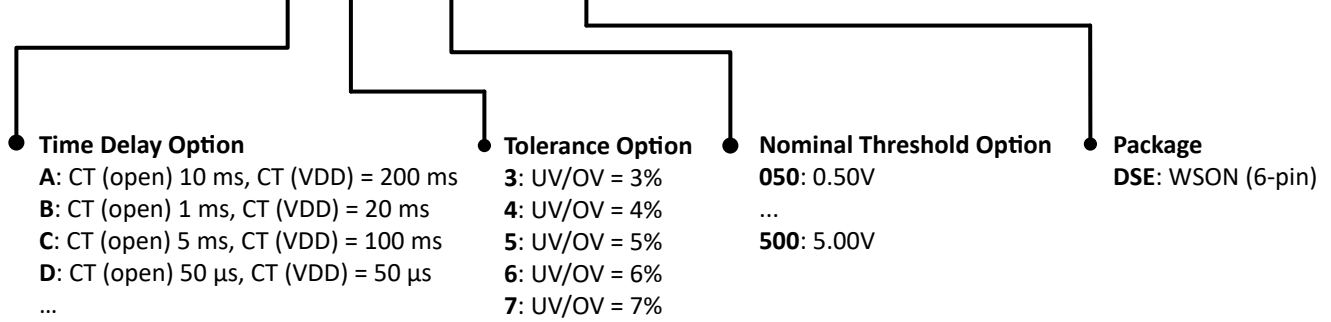 Time Delay Option
A: CT (open) 10 ms, CT (VDD) = 200 ms
B: CT (open) 1 ms, CT (VDD) = 20 ms
C: CT (open) 5 ms, CT (VDD) = 100 ms
D: CT (open) 50 µs, CT (VDD) = 50 µs
...
Tolerance Option
3: UV/OV = 3%
4: UV/OV = 4%
5: UV/OV = 5%
6: UV/OV = 6%
7: UV/OV = 7%
Nominal Threshold Option
050: 0.50V
...
500: 5.00V
Package
DSE: WSON (6-pin)